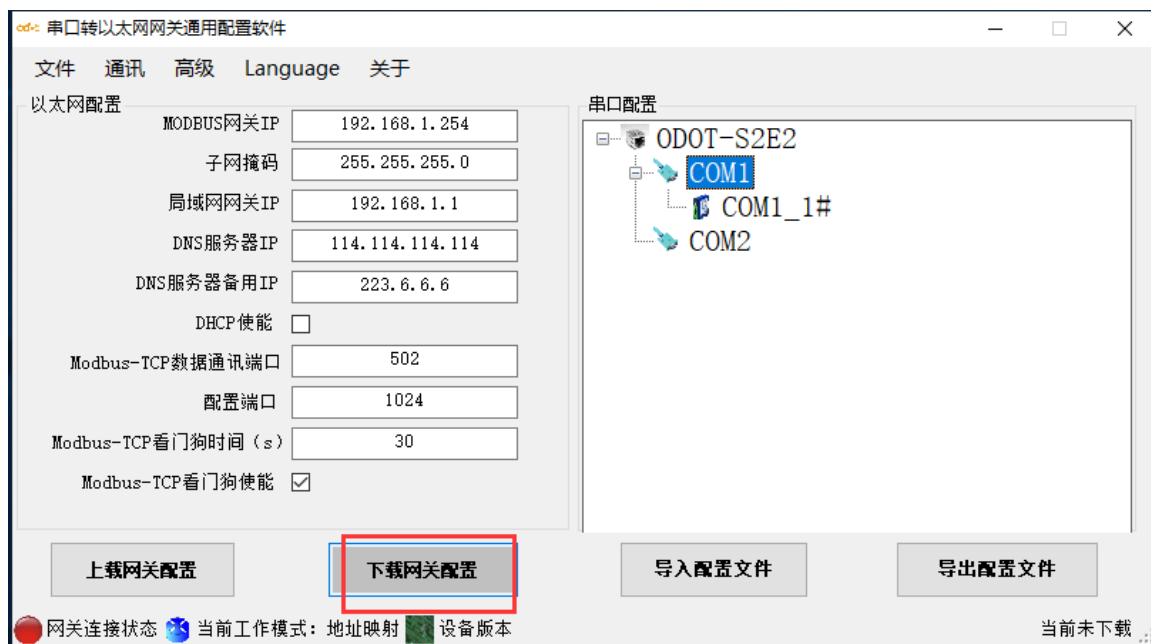 odot 串口转以太网网关通用配置软件
文件 通讯 高级 Language 关于
以太网配置
MODBUS网关IP 192.168.1.254
子网掩码 255.255.255.0
局域网网关IP 192.168.1.1
DNS服务器IP 114.114.114.114
DNS服务器备用IP 223.6.6.6
DHCP使能
Modbus-TCP数据通讯端口 502
配置端口 1024
Modbus-TCP看门狗时间(s) 30
Modbus-TCP看门狗使能
串口配置
ODOT-S2E2
COM1
COM1_1#
COM2
上载网关配置 下载网关配置 导入配置文件 导出配置文件
网关连接状态 当前工作模式: 地址映射 设备版本 当前未下载